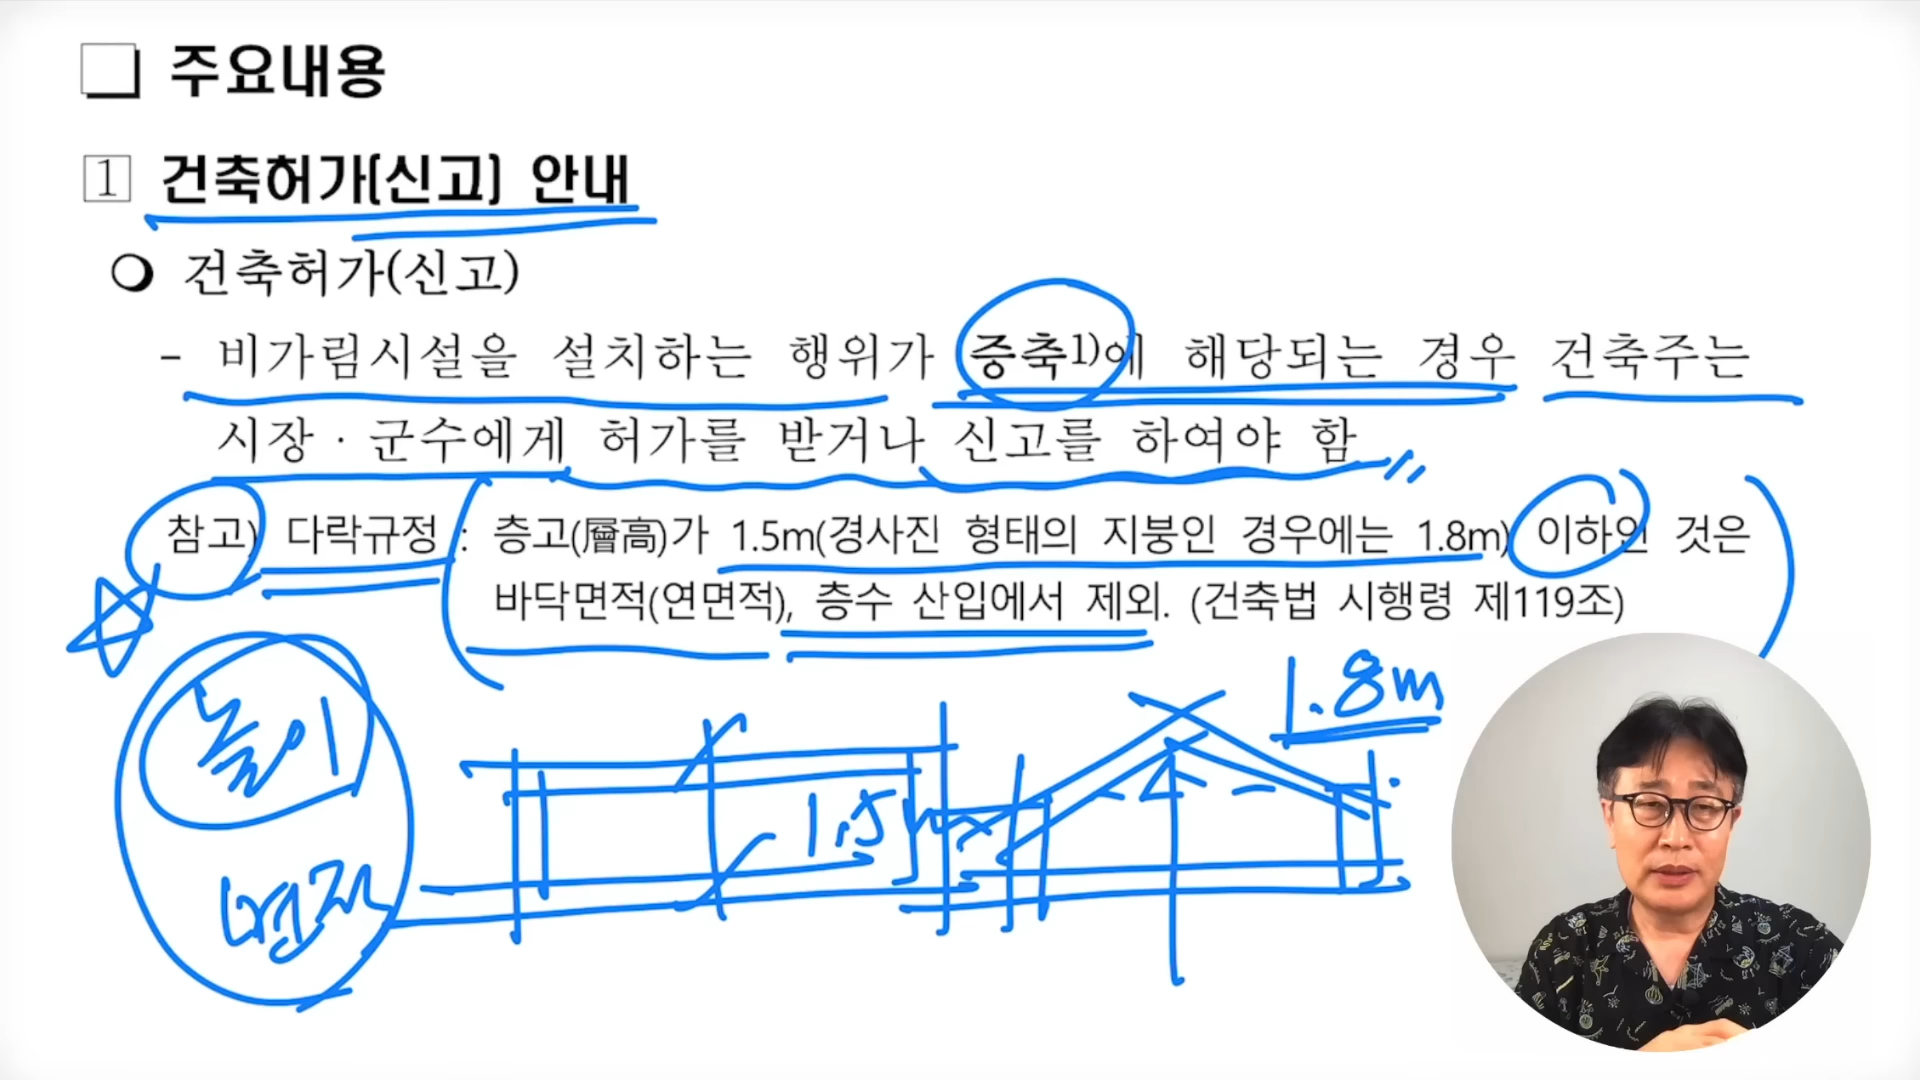 주요내용
1 건축허가(신고) 안내
건축허가(신고)
- 비가림시설을 설치하는 행위가 증축1)에 해당되는 경우 건축주는
시장·군수에게 허가를 받거나 신고를 하여야 함
참고) 다락규정 : 층고(層高)가 1.5m(경사진 형태의 지붕인 경우에는 1.8m) 이하인 것은
바닥면적(연면적), 층수 산입에서 제외. (건축법 시행령 제119조)
1.8m
높이
1.5m
면적